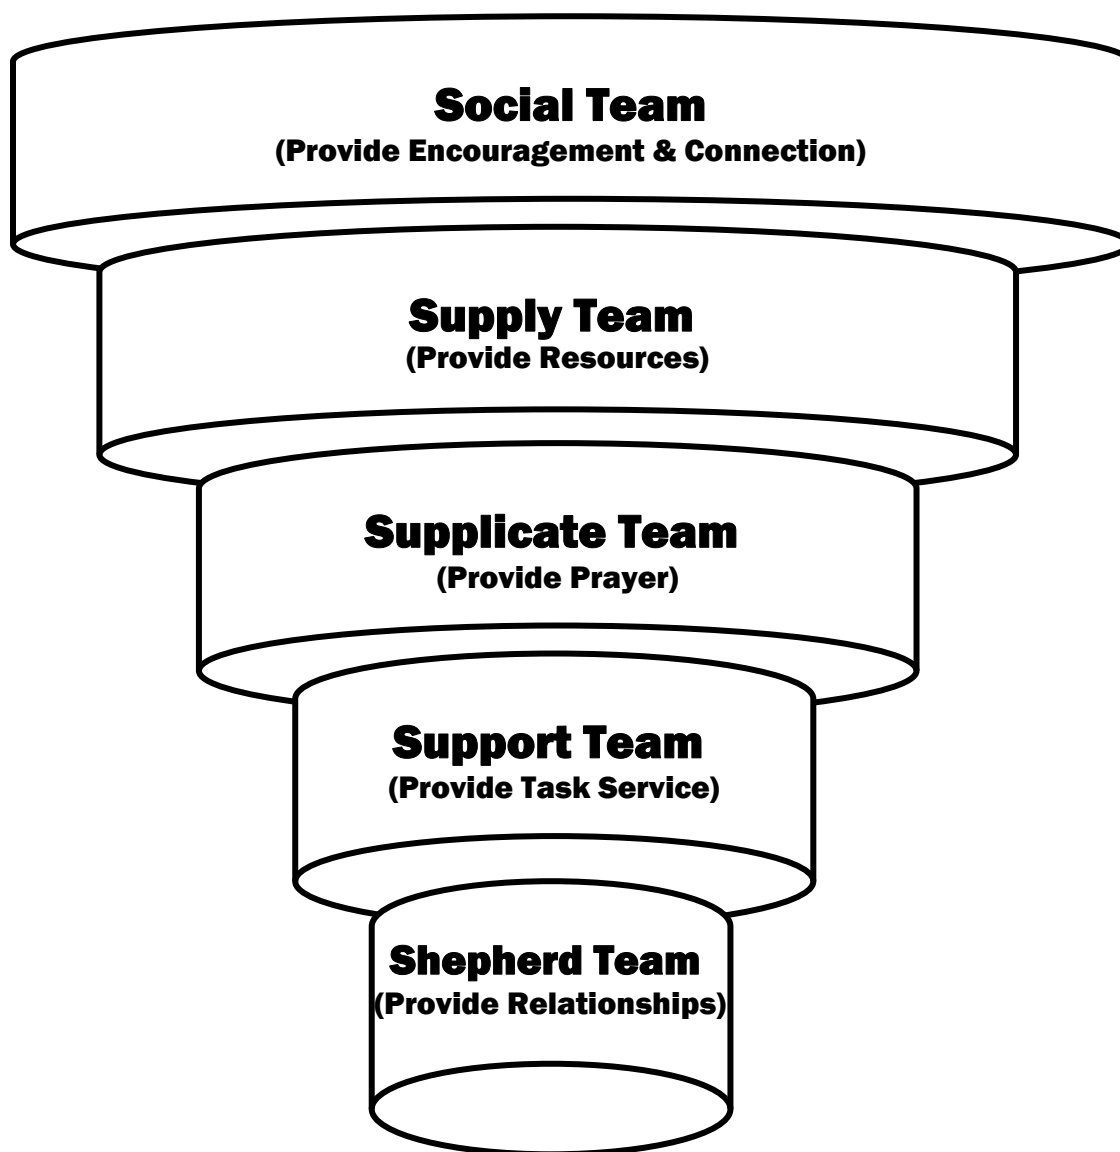 Social Team
(Provide Encouragement & Connection)
Supply Team
(Provide Resources)
Supplicate Team
(Provide Prayer)
Support Team
(Provide Task Service)
Shepherd Team
(Provide Relationships)